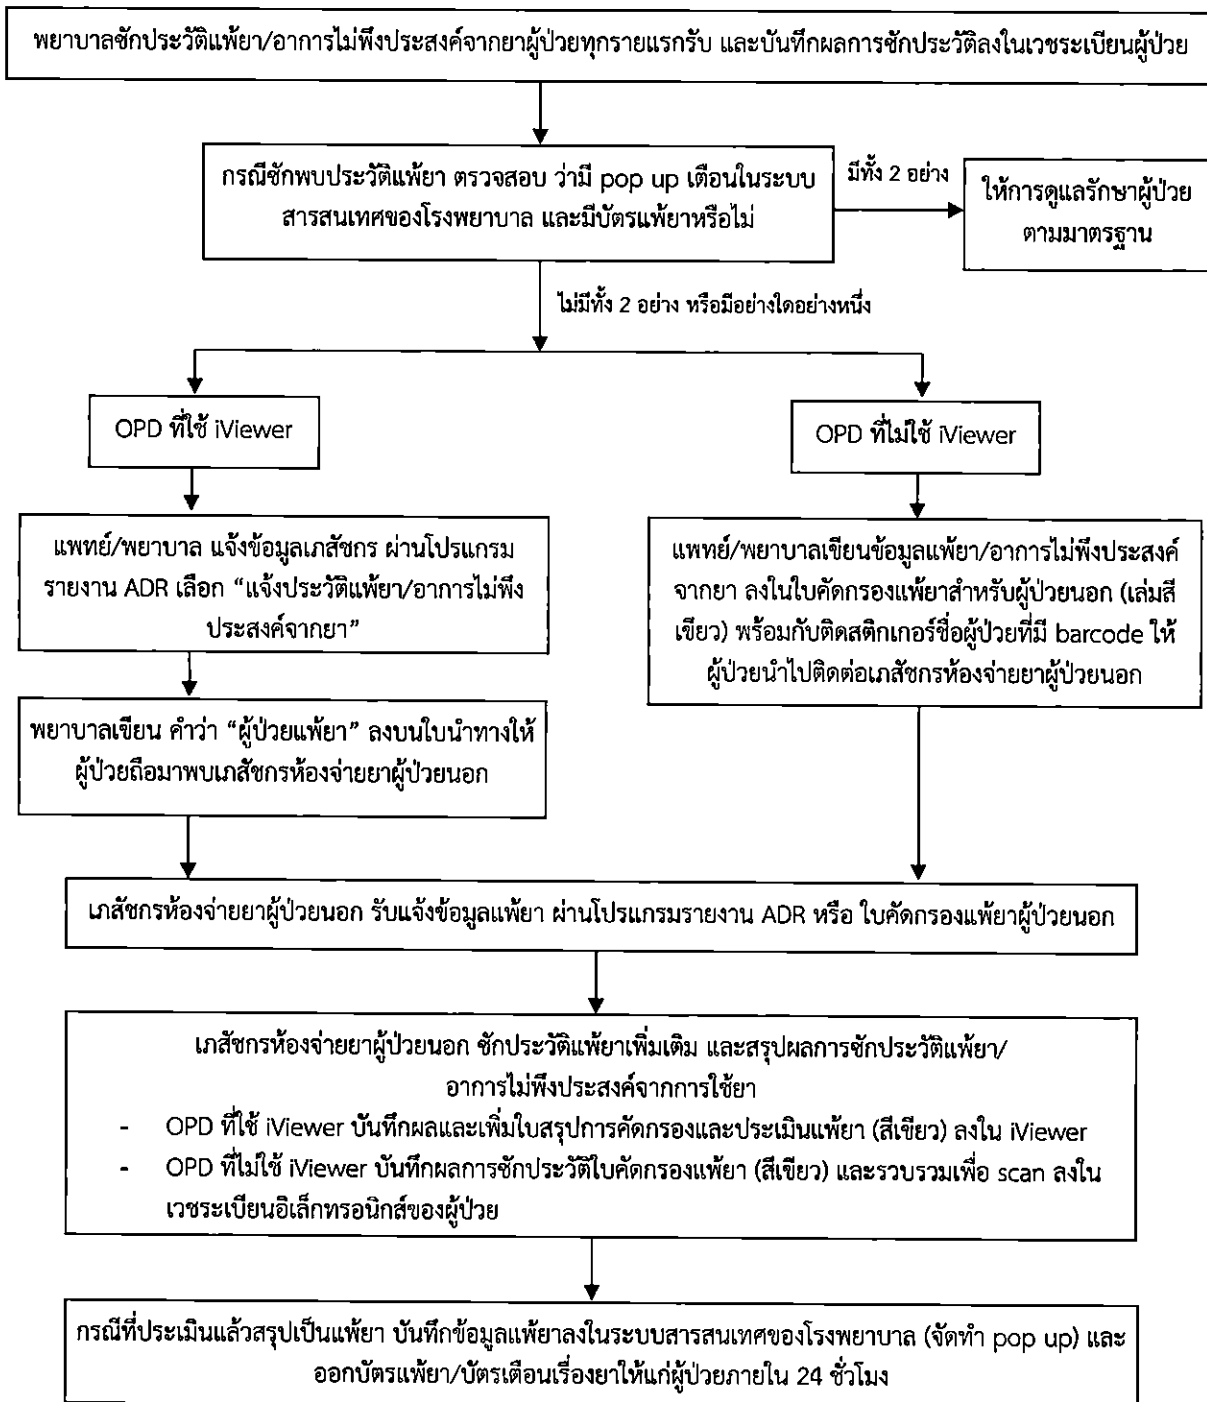 พยาบาลซักประวัติแพ้ยา/อาการไม่พึงประสงค์จากยาผู้ป่วยทุกรายแรกรับ และบันทึกผลการซักประวัติลงในเวชระเบียนผู้ป่วย
กรณีซักพบประวัติแพ้ยา ตรวจสอบ ว่ามี pop up เตือนในระบบ
สารสนเทศของโรงพยาบาล และมีบัตรแพ้ยาหรือไม่
มีทั้ง 2 อย่าง
ให้การดูแลรักษาผู้ป่วย
ตามมาตรฐาน
ไม่มีทั้ง 2 อย่าง หรือมีอย่างใดอย่างหนึ่ง
OPD ที่ใช้ iViewer
OPD ที่ไม่ใช้ iViewer
แพทย์/พยาบาล แจ้งข้อมูลเภสัชกร ผ่านโปรแกรม
รายงาน ADR เลือก “แจ้งประวัติแพ้ยา/อาการไม่พึง
ประสงค์จากยา”
แพทย์/พยาบาลเขียนข้อมูลแพ้ยา/อาการไม่พึงประสงค์
จากยา ลงในใบคัดกรองแพ้ยาสำหรับผู้ป่วยนอก (เล่มสี
เขียว) พร้อมกับติดสติกเกอร์ชื่อผู้ป่วยที่มี barcode ให้
ผู้ป่วยนำไปติดต่อเภสัชกรห้องจ่ายยาผู้ป่วยนอก
พยาบาลเขียน คำว่า “ผู้ป่วยแพ้ยา” ลงบนใบนำทางให้
ผู้ป่วยถือมาพบเภสัชกรห้องจ่ายยาผู้ป่วยนอก
เภสัชกรห้องจ่ายยาผู้ป่วยนอก รับแจ้งข้อมูลแพ้ยา ผ่านโปรแกรมรายงาน ADR หรือ ใบคัดกรองแพ้ยาผู้ป่วยนอก
เภสัชกรห้องจ่ายยาผู้ป่วยนอก ซักประวัติแพ้ยาเพิ่มเติม และสรุปผลการซักประวัติแพ้ยา/
อาการไม่พึงประสงค์จากการใช้ยา
- OPD ที่ใช้ iViewer บันทึกผลและเพิ่มใบสรุปการคัดกรองและประเมินแพ้ยา (สีเขียว) ลงใน iViewer
- OPD ที่ไม่ใช้ iViewer บันทึกผลการซักประวัติใบคัดกรองแพ้ยา (สีเขียว) และรวบรวมเพื่อ scan ลงใน
เวชระเบียนอิเล็กทรอนิกส์ของผู้ป่วย
กรณีที่ประเมินแล้วสรุปเป็นแพ้ยา บันทึกข้อมูลแพ้ยาลงในระบบสารสนเทศของโรงพยาบาล (จัดทำ pop up) และ
ออกบัตรแพ้ยา/บัตรเตือนเรื่องยาให้แก่ผู้ป่วยภายใน 24 ชั่วโมง